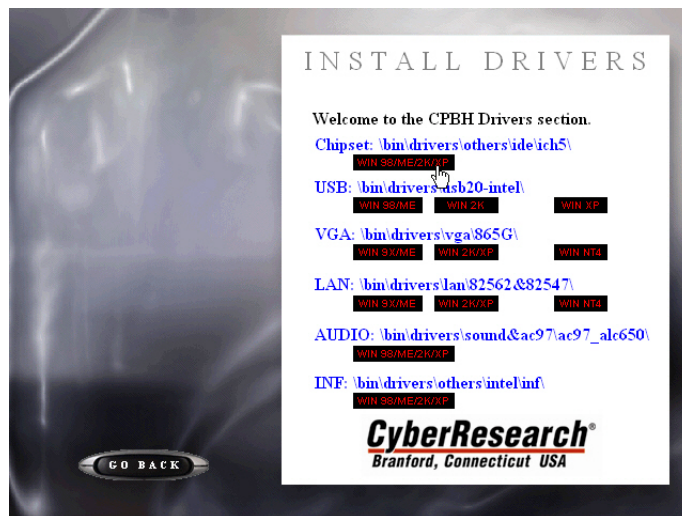 INSTALL DRIVERS
Welcome to the CPBH Drivers section.
Chipset: \bin\drivers\others\ide\ich5\
WIN 98/ME/2K/XP
USB: \bin\drivers\usb20-intel\
WIN 98/ME WIN 2K WIN XP
VGA: \bin\drivers\vga\865G\
WIN 9X/ME WIN 2K/XP WIN NT4
LAN: \bin\drivers\lan\82562&82547\
WIN 9X/ME WIN 2K/XP WIN NT4
AUDIO: \bin\drivers\sound&ac97\ac97_alc650\
WIN 98/ME/2K/XP
INF: \bin\drivers\others\intel\inf\
WIN 98/ME/2K/XP
CyberResearch®
Branford, Connecticut USA
GO BACK